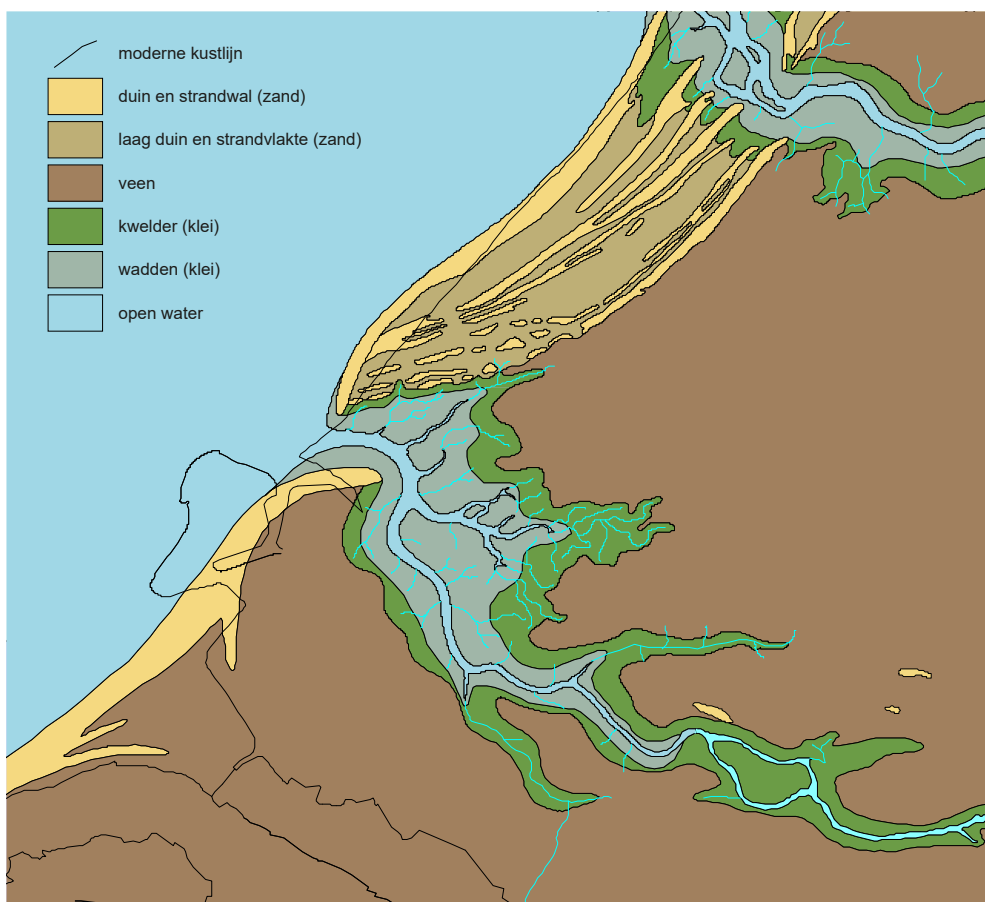 moderne kustlijn
duin en strandwal (zand)
laag duin en strandvlakte (zand)
veen
kwelder (klei)
wadden (klei)
open water